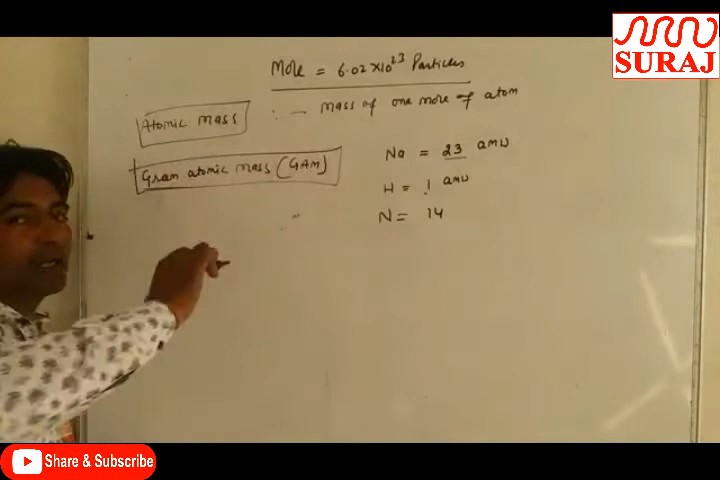 SURAJ
Mole = 6.02×10²³ Particles
Atomic mass : — Mass of one mole of atom
Gram atomic mass (GAM)
Na = 23 amu
H = 1 amu
N = 14
Share & Subscribe